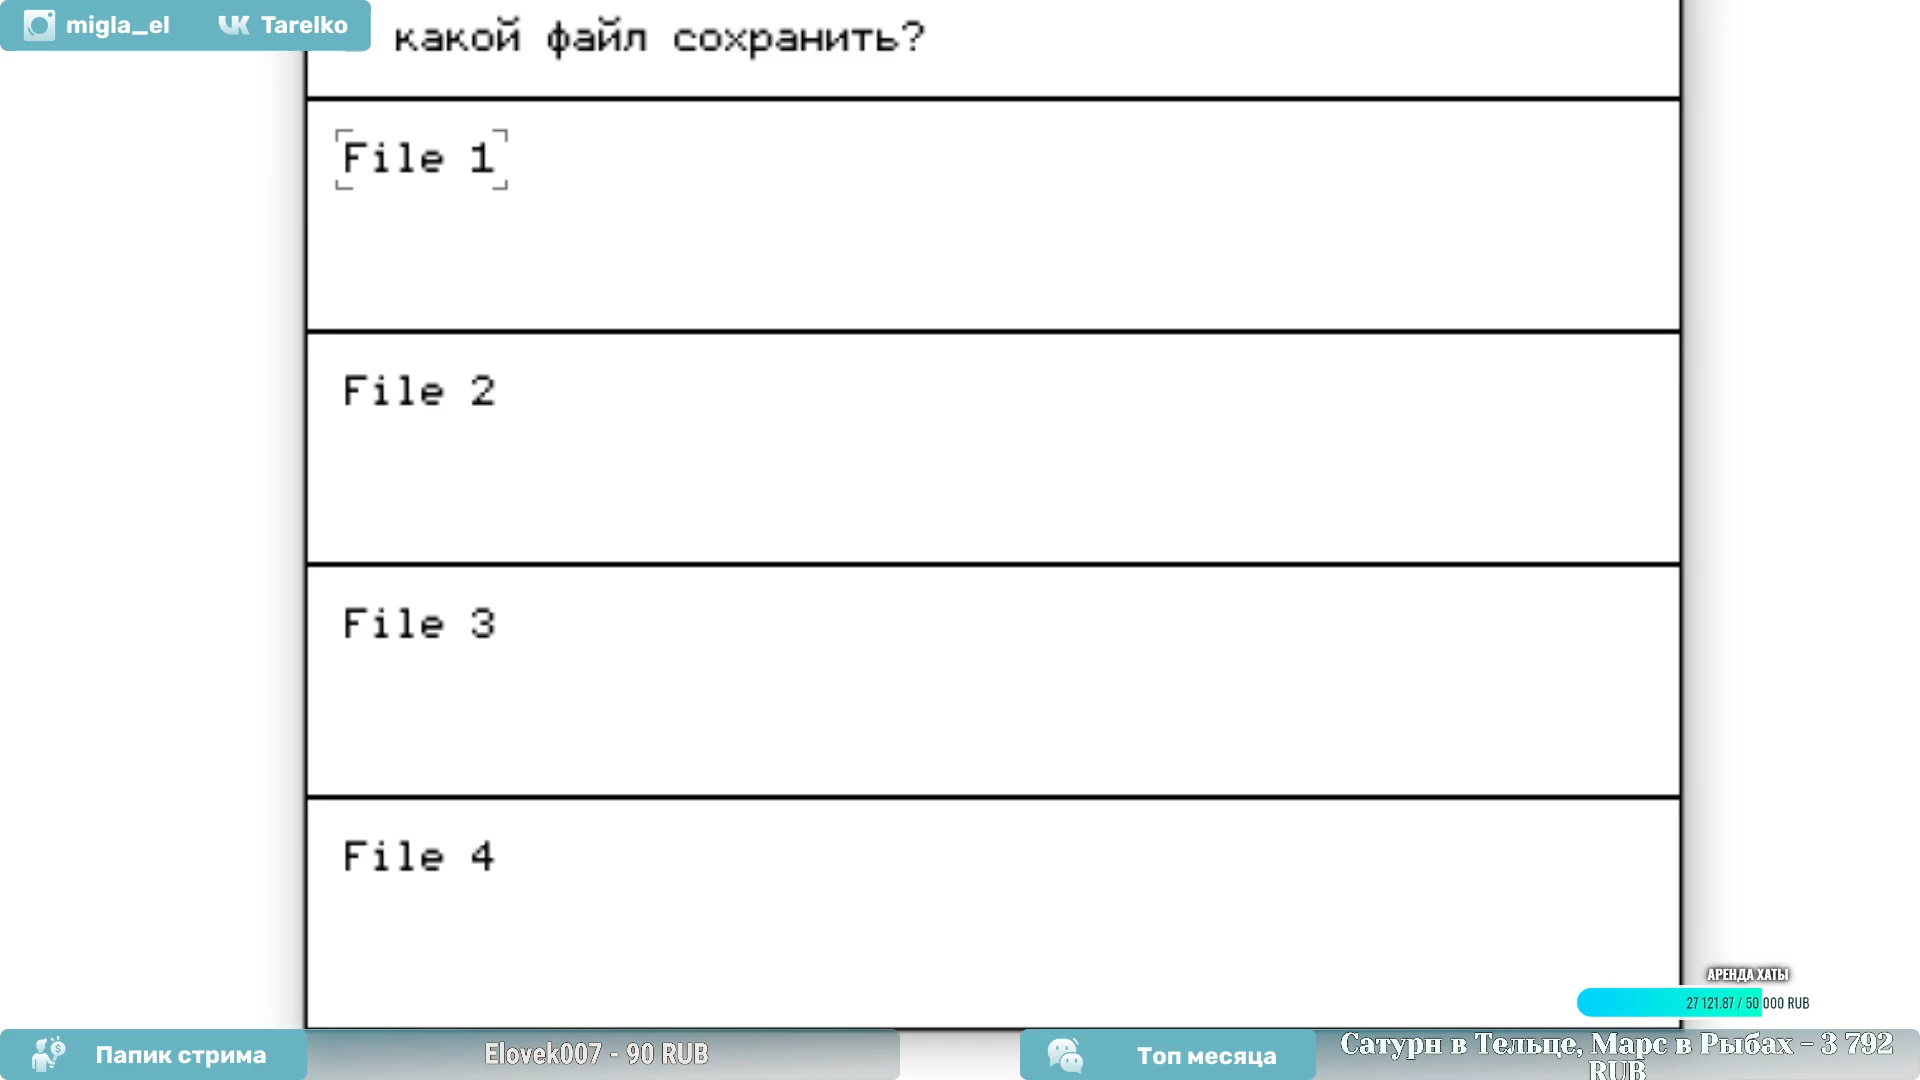 migla_el
Tarelko
какой файл сохранить?
File 1
File 2
File 3
File 4
АРЕНДА ХАТЫ
27 121.87 / 50 000 RUB
Папик стрима
Elovek007 - 90 RUB
Топ месяца
Сатурн в Тельце, Марс в Рыбах - 3 792
RUB